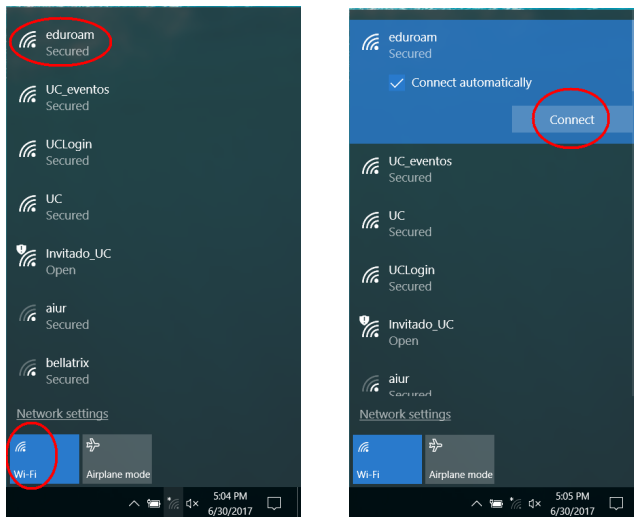 eduroam
Secured
UC_eventos
Secured
UCLogin
Secured
UC
Secured
Invitado_UC
Open
aiur
Secured
bellatrix
Secured
Network settings
Wi-Fi
Airplane mode
5:04 PM
6/30/2017
eduroam
Secured
Connect automatically
Connect
UC_eventos
Secured
UC
Secured
UCLogin
Secured
Invitado_UC
Open
aiur
Secured
Network settings
Wi-Fi
Airplane mode
5:05 PM
6/30/2017